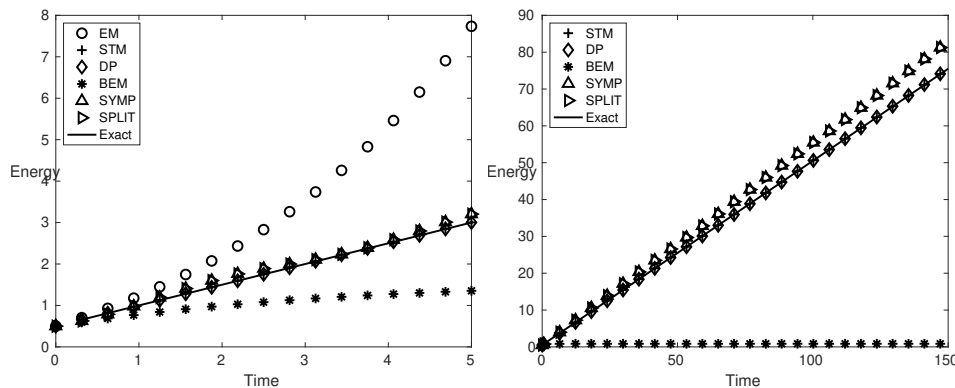 8
7
6
5
4
3
2
1
0
Energy
EM
STM
DP
BEM
SYMP
SPLIT
Exact
0 1 2 3 4 5
Time
90
80
70
60
50
40
30
20
10
0
Energy
STM
DP
BEM
SYMP
SPLIT
Exact
0 50 100 150
Time